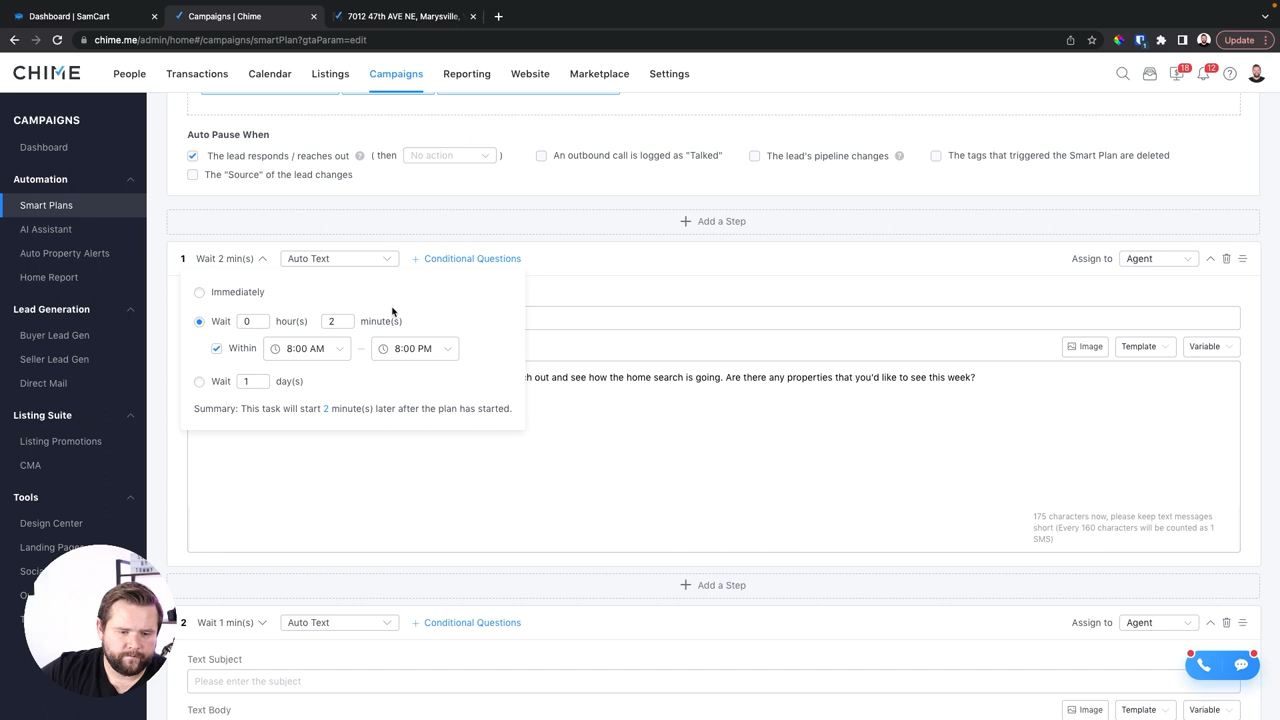 Dashboard | SamCart
Campaigns | Chime
7012 47th AVE NE, Marysville,
chime.me/admin/home#/campaigns/smartPlan?gtaParam=edit
Update
CHIME
People
Transactions
Calendar
Listings
Campaigns
Reporting
Website
Marketplace
Settings
18
12
CAMPAIGNS
Dashboard
Automation
Smart Plans
AI Assistant
Auto Property Alerts
Home Report
Lead Generation
Buyer Lead Gen
Seller Lead Gen
Direct Mail
Listing Suite
Listing Promotions
CMA
Tools
Design Center
Landing Pages
Auto Pause When
The lead responds / reaches out ( then No action ) An outbound call is logged as "Talked" The lead's pipeline changes The tags that triggered the Smart Plan are deleted
The "Source" of the lead changes
+ Add a Step
1 Wait 2 min(s) Auto Text + Conditional Questions Assign to Agent
Immediately
Wait 0 hour(s) 2 minute(s)
Within 8:00 AM – 8:00 PM
Wait 1 day(s)
Summary: This task will start 2 minute(s) later after the plan has started.
Image Template Variable
ch out and see how the home search is going. Are there any properties that you'd like to see this week?
175 characters now, please keep text messages
short (Every 160 characters will be counted as 1
SMS)
+ Add a Step
2 Wait 1 min(s) Auto Text + Conditional Questions Assign to Agent
Text Subject
Please enter the subject
Text Body
Image Template Variable